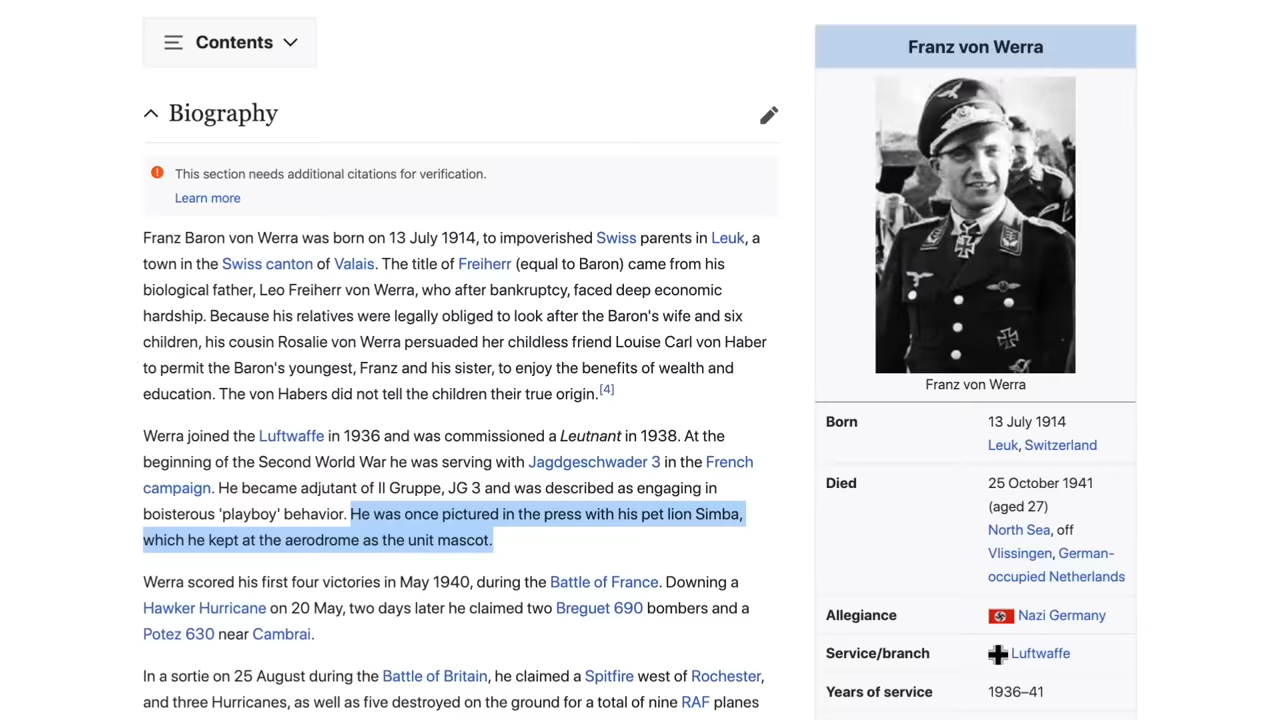 Contents
Biography
This section needs additional citations for verification.
Learn more
Franz Baron von Werra was born on 13 July 1914, to impoverished Swiss parents in Leuk, a
town in the Swiss canton of Valais. The title of Freiherr (equal to Baron) came from his
biological father, Leo Freiherr von Werra, who after bankruptcy, faced deep economic
hardship. Because his relatives were legally obliged to look after the Baron's wife and six
children, his cousin Rosalie von Werra persuaded her childless friend Louise Carl von Haber
to permit the Baron's youngest, Franz and his sister, to enjoy the benefits of wealth and
education. The von Habers did not tell the children their true origin.[4]
Werra joined the Luftwaffe in 1936 and was commissioned a Leutnant in 1938. At the
beginning of the Second World War he was serving with Jagdgeschwader 3 in the French
campaign. He became adjutant of II Gruppe, JG 3 and was described as engaging in
boisterous 'playboy' behavior. He was once pictured in the press with his pet lion Simba,
which he kept at the aerodrome as the unit mascot.
Werra scored his first four victories in May 1940, during the Battle of France. Downing a
Hawker Hurricane on 20 May, two days later he claimed two Breguet 690 bombers and a
Potez 630 near Cambrai.
In a sortie on 25 August during the Battle of Britain, he claimed a Spitfire west of Rochester,
and three Hurricanes, as well as five destroyed on the ground for a total of nine RAF planes
Franz von Werra
Franz von Werra
Born 13 July 1914
Leuk, Switzerland
Died 25 October 1941
(aged 27)
North Sea, off
Vlissingen, German-
occupied Netherlands
Allegiance Nazi Germany
Service/branch Luftwaffe
Years of service 1936–41